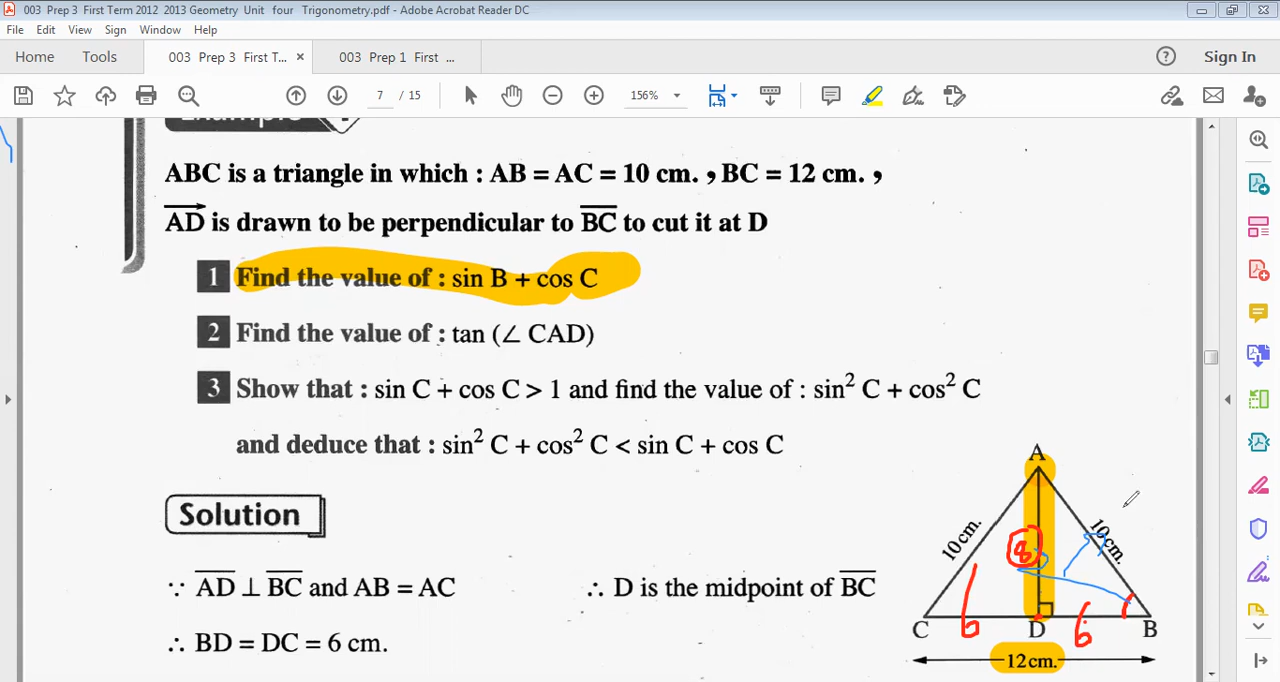 003 Prep 3 First Term 2012 2013 Geometry Unit four Trigonometry.pdf - Adobe Acrobat Reader DC
File Edit View Sign Window Help
Home Tools 003 Prep 3 First T... × 003 Prep 1 First ... ? Sign In
7 / 15 156%
ABC is a triangle in which : AB = AC = 10 cm. , BC = 12 cm. ,
AD is drawn to be perpendicular to BC to cut it at D
1 Find the value of : sin B + cos C
2 Find the value of : tan (∠ CAD)
3 Show that : sin C + cos C > 1 and find the value of : sin² C + cos² C
and deduce that : sin² C + cos² C < sin C + cos C
A
Solution
10 cm. 8 10 cm.
∵ AD ⊥ BC and AB = AC ∴ D is the midpoint of BC
6 6
C D B
∴ BD = DC = 6 cm.
12cm.